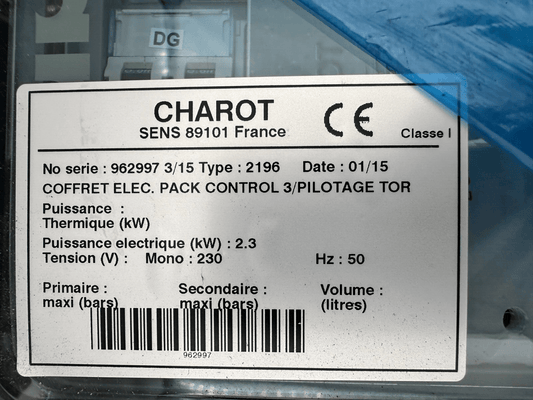 DG
CHAROT
SENS 89101 France
CE
Classe I
No serie : 962997 3/15 Type : 2196 Date : 01/15
COFFRET ELEC. PACK CONTROL 3/PILOTAGE TOR
Puissance :
Thermique (kW)
Puissance electrique (kW) : 2.3
Tension (V) : Mono : 230 Hz : 50
Primaire : Secondaire : Volume :
maxi (bars) maxi (bars) (litres)
962997